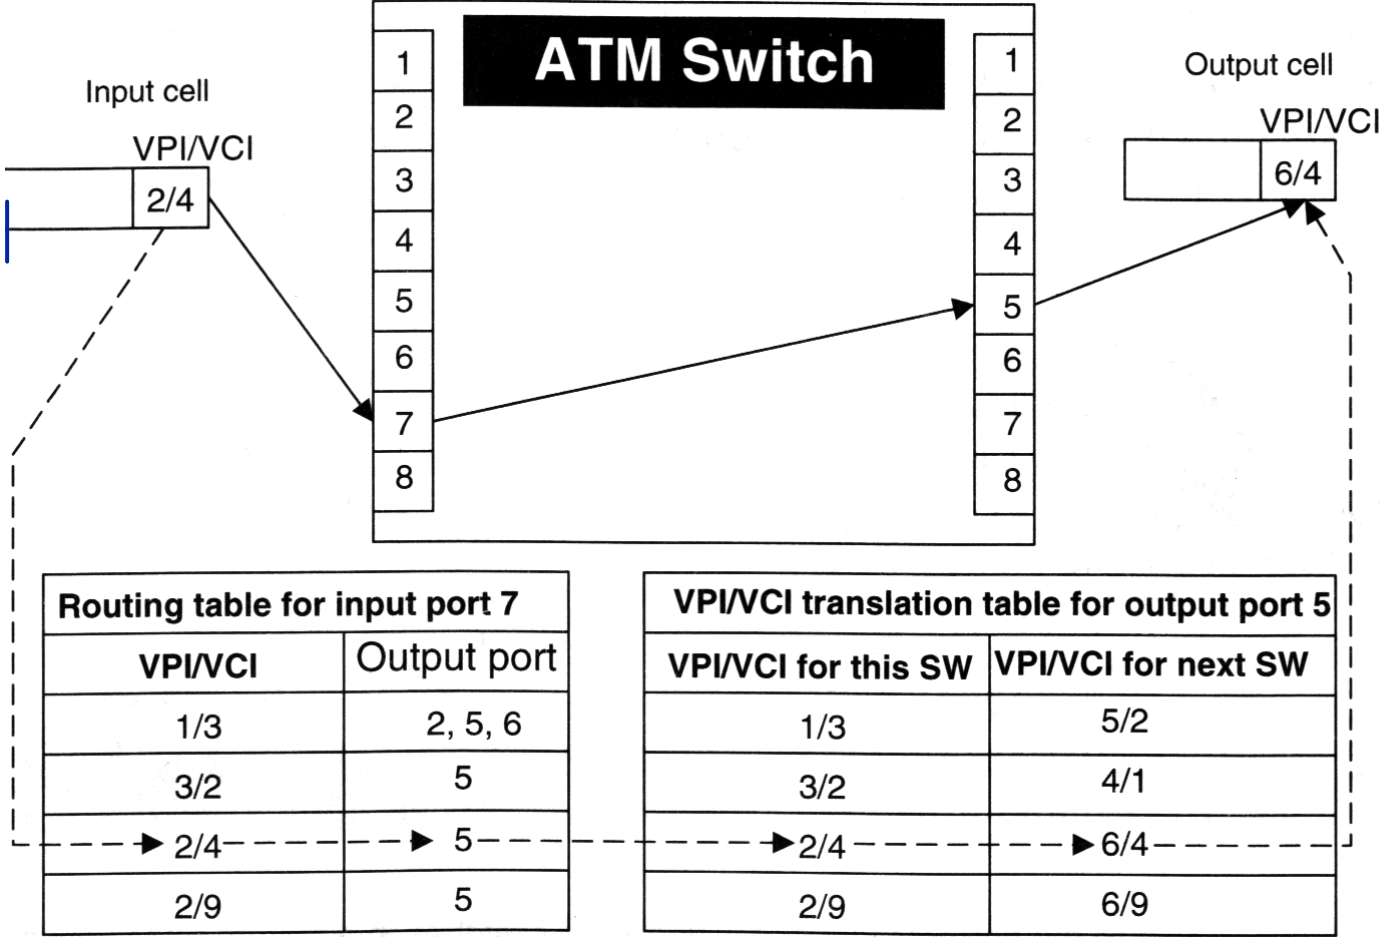 ATM Switch
Input cell
VPI/VCI
2/4
1
2
3
4
5
6
7
8
1
2
3
4
5
6
7
8
Output cell
VPI/VCI
6/4
Routing table for input port 7
VPI/VCI Output port
1/3 2, 5, 6
3/2 5
2/4 5
2/9 5
VPI/VCI translation table for output port 5
VPI/VCI for this SW VPI/VCI for next SW
1/3 5/2
3/2 4/1
2/4 6/4
2/9 6/9